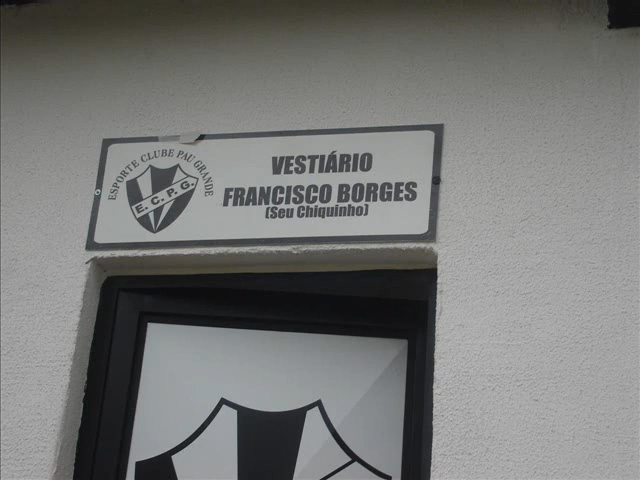 ESPORTE CLUBE PAU GRANDE
E.C.P.G.
VESTIÁRIO
FRANCISCO BORGES
(Seu Chiquinho)